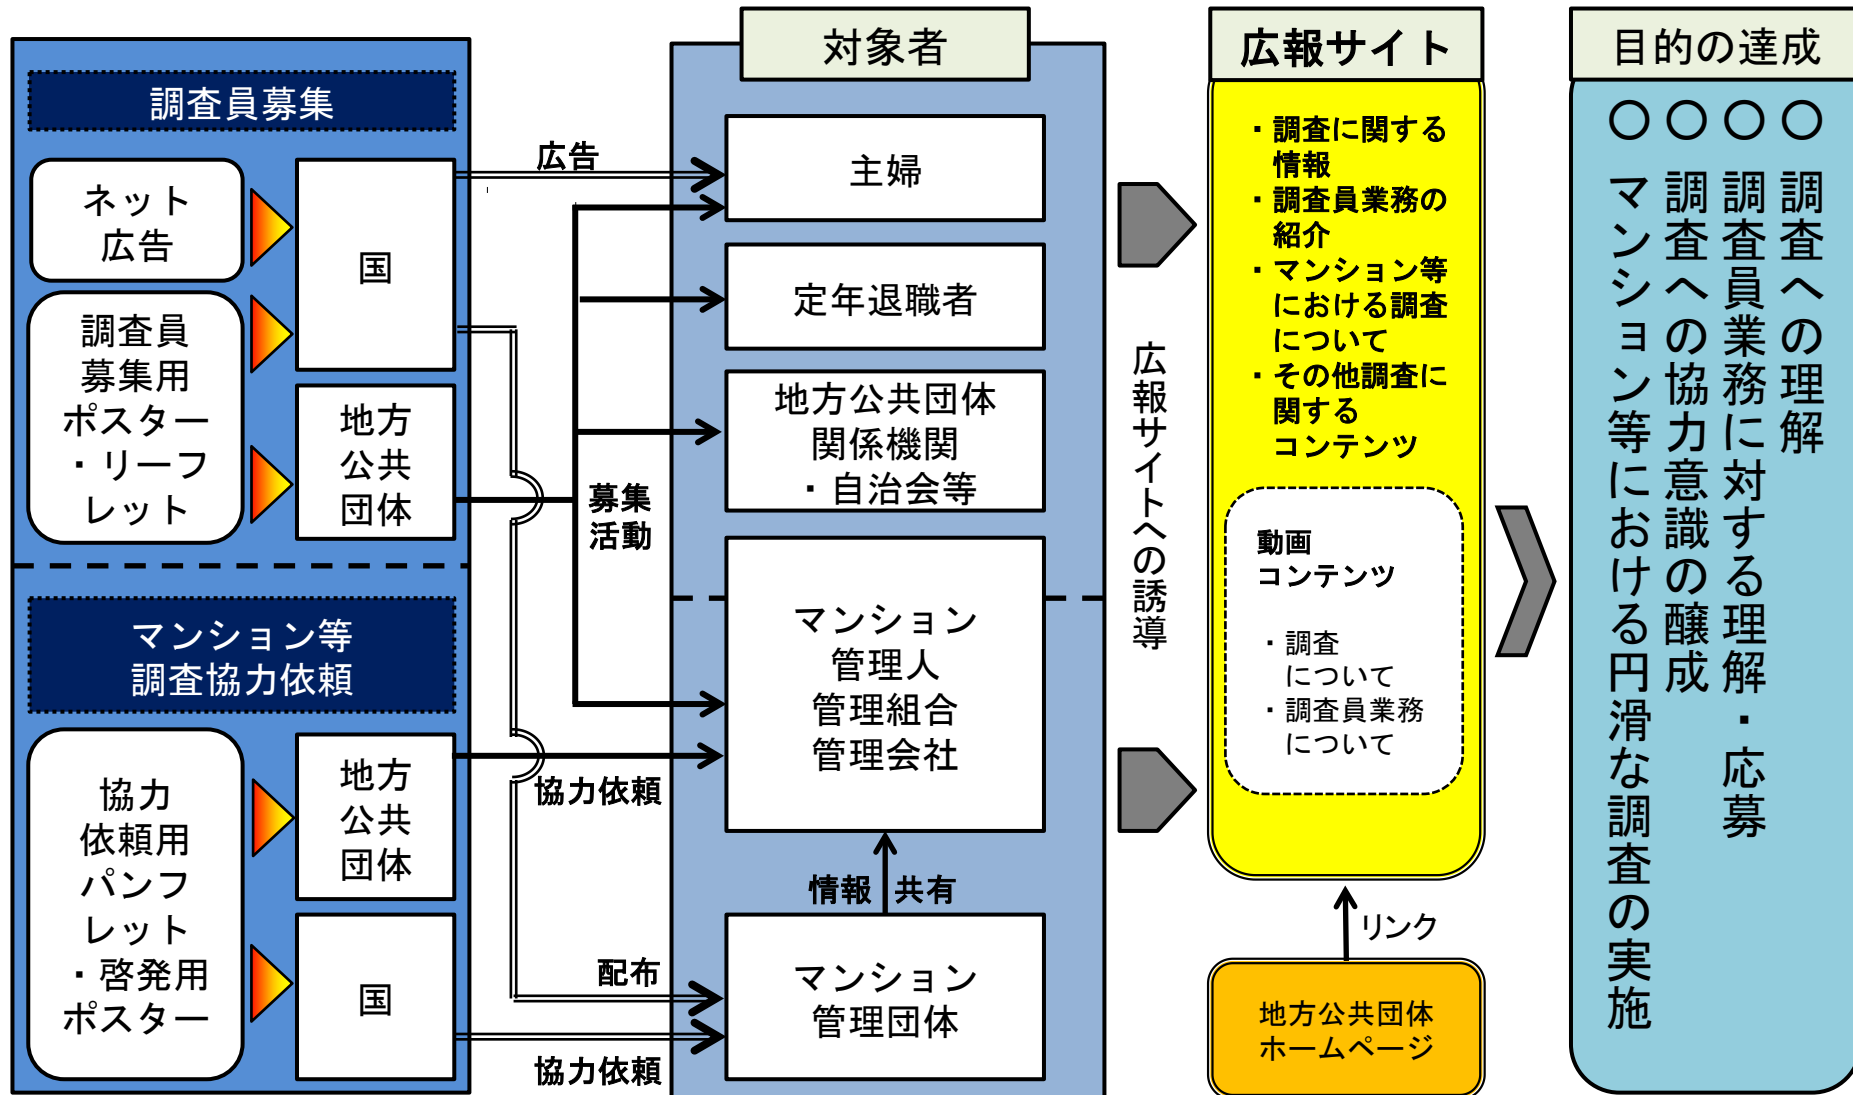 調査員募集
ネット
広告
調査員
募集用
ポスター
・リーフ
レット
国
地方
公共
団体
マンション等
調査協力依頼
協力
依頼用
パンフ
レット
・啓発用
ポスター
地方
公共
団体
国
広告
募集
活動
協力依頼
配布
協力依頼
対象者
主婦
定年退職者
地方公共団体
関係機関
・自治会等
マンション
管理人
管理組合
管理会社
情報 共有
マンション
管理団体
広報サイトへの誘導
広報サイト
・調査に関する
情報
・調査員業務の
紹介
・マンション等
における調査
について
・その他調査に
関する
コンテンツ
動画
コンテンツ
・調査
について
・調査員業務
について
リンク
地方公共団体
ホームページ
目的の達成
○ 調査への理解
○ 調査員業務に対する理解・応募
○ 調査への協力意識の醸成
○ マンション等における円滑な調査の実施